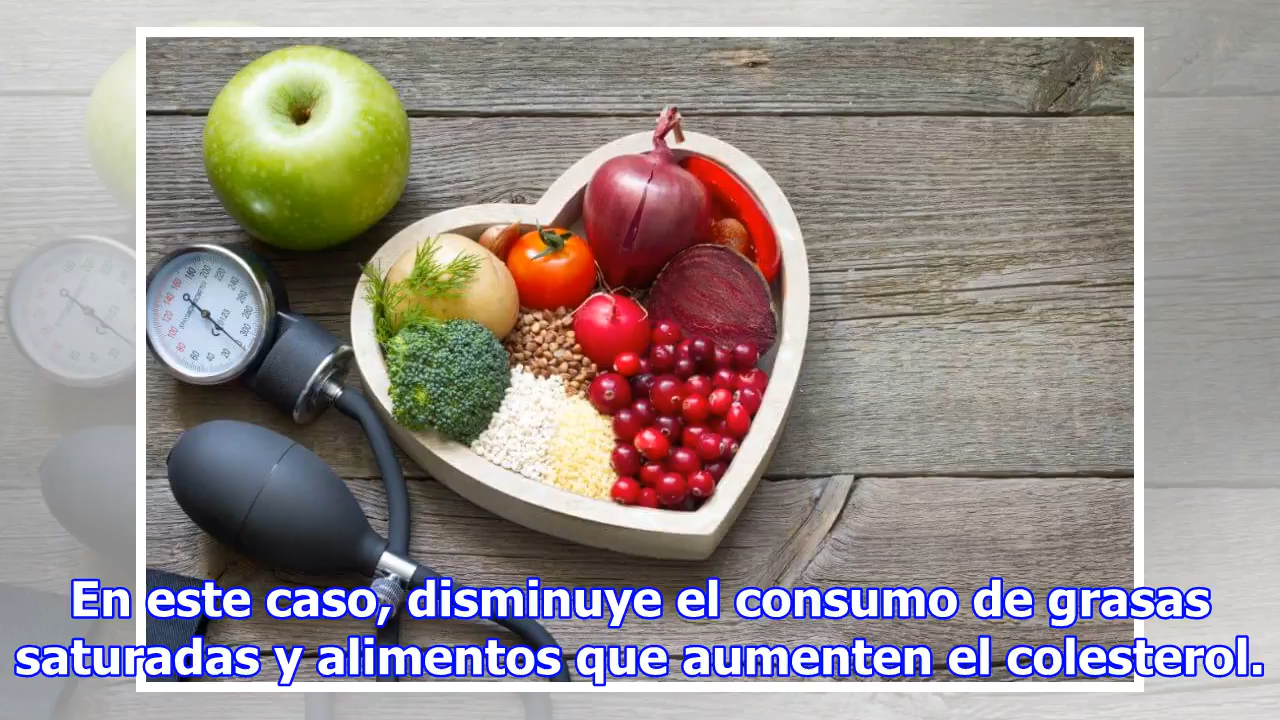 En este caso, disminuye el consumo de grasas
saturadas y alimentos que aumenten el colesterol.